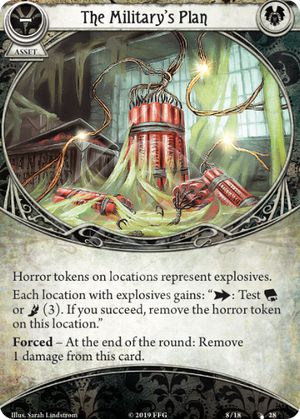 The Military's Plan
ASSET
Horror tokens on locations represent explosives.
Each location with explosives gains: “ : Test
or (3). If you succeed, remove the horror token
on this location.”
Forced – At the end of the round: Remove
1 damage from this card.
Illus. Sarah Lindstrom
© 2019 FFG
8/18
28